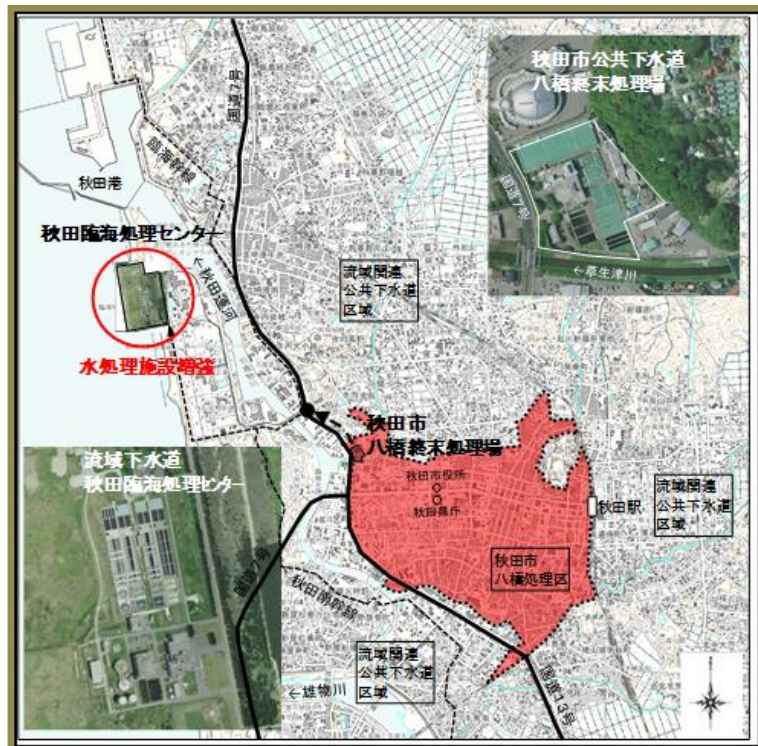 秋田市公共下水道
八橋終末処理場
国道7号
←草生津川
国道7号
臨海幹線
秋田港
秋田臨海処理センター
←秋田運河
水処理施設増強
流域関連
公共下水道
区域
秋田市
八橋終末処理場
秋田市役所
秋田県庁
秋田駅
流域関連
公共下水道
区域
秋田市
八橋処理区
流域下水道
秋田臨海処理センター
国道7号
秋田南幹線
流域関連
公共下水道
区域
←雄物川
国道13号